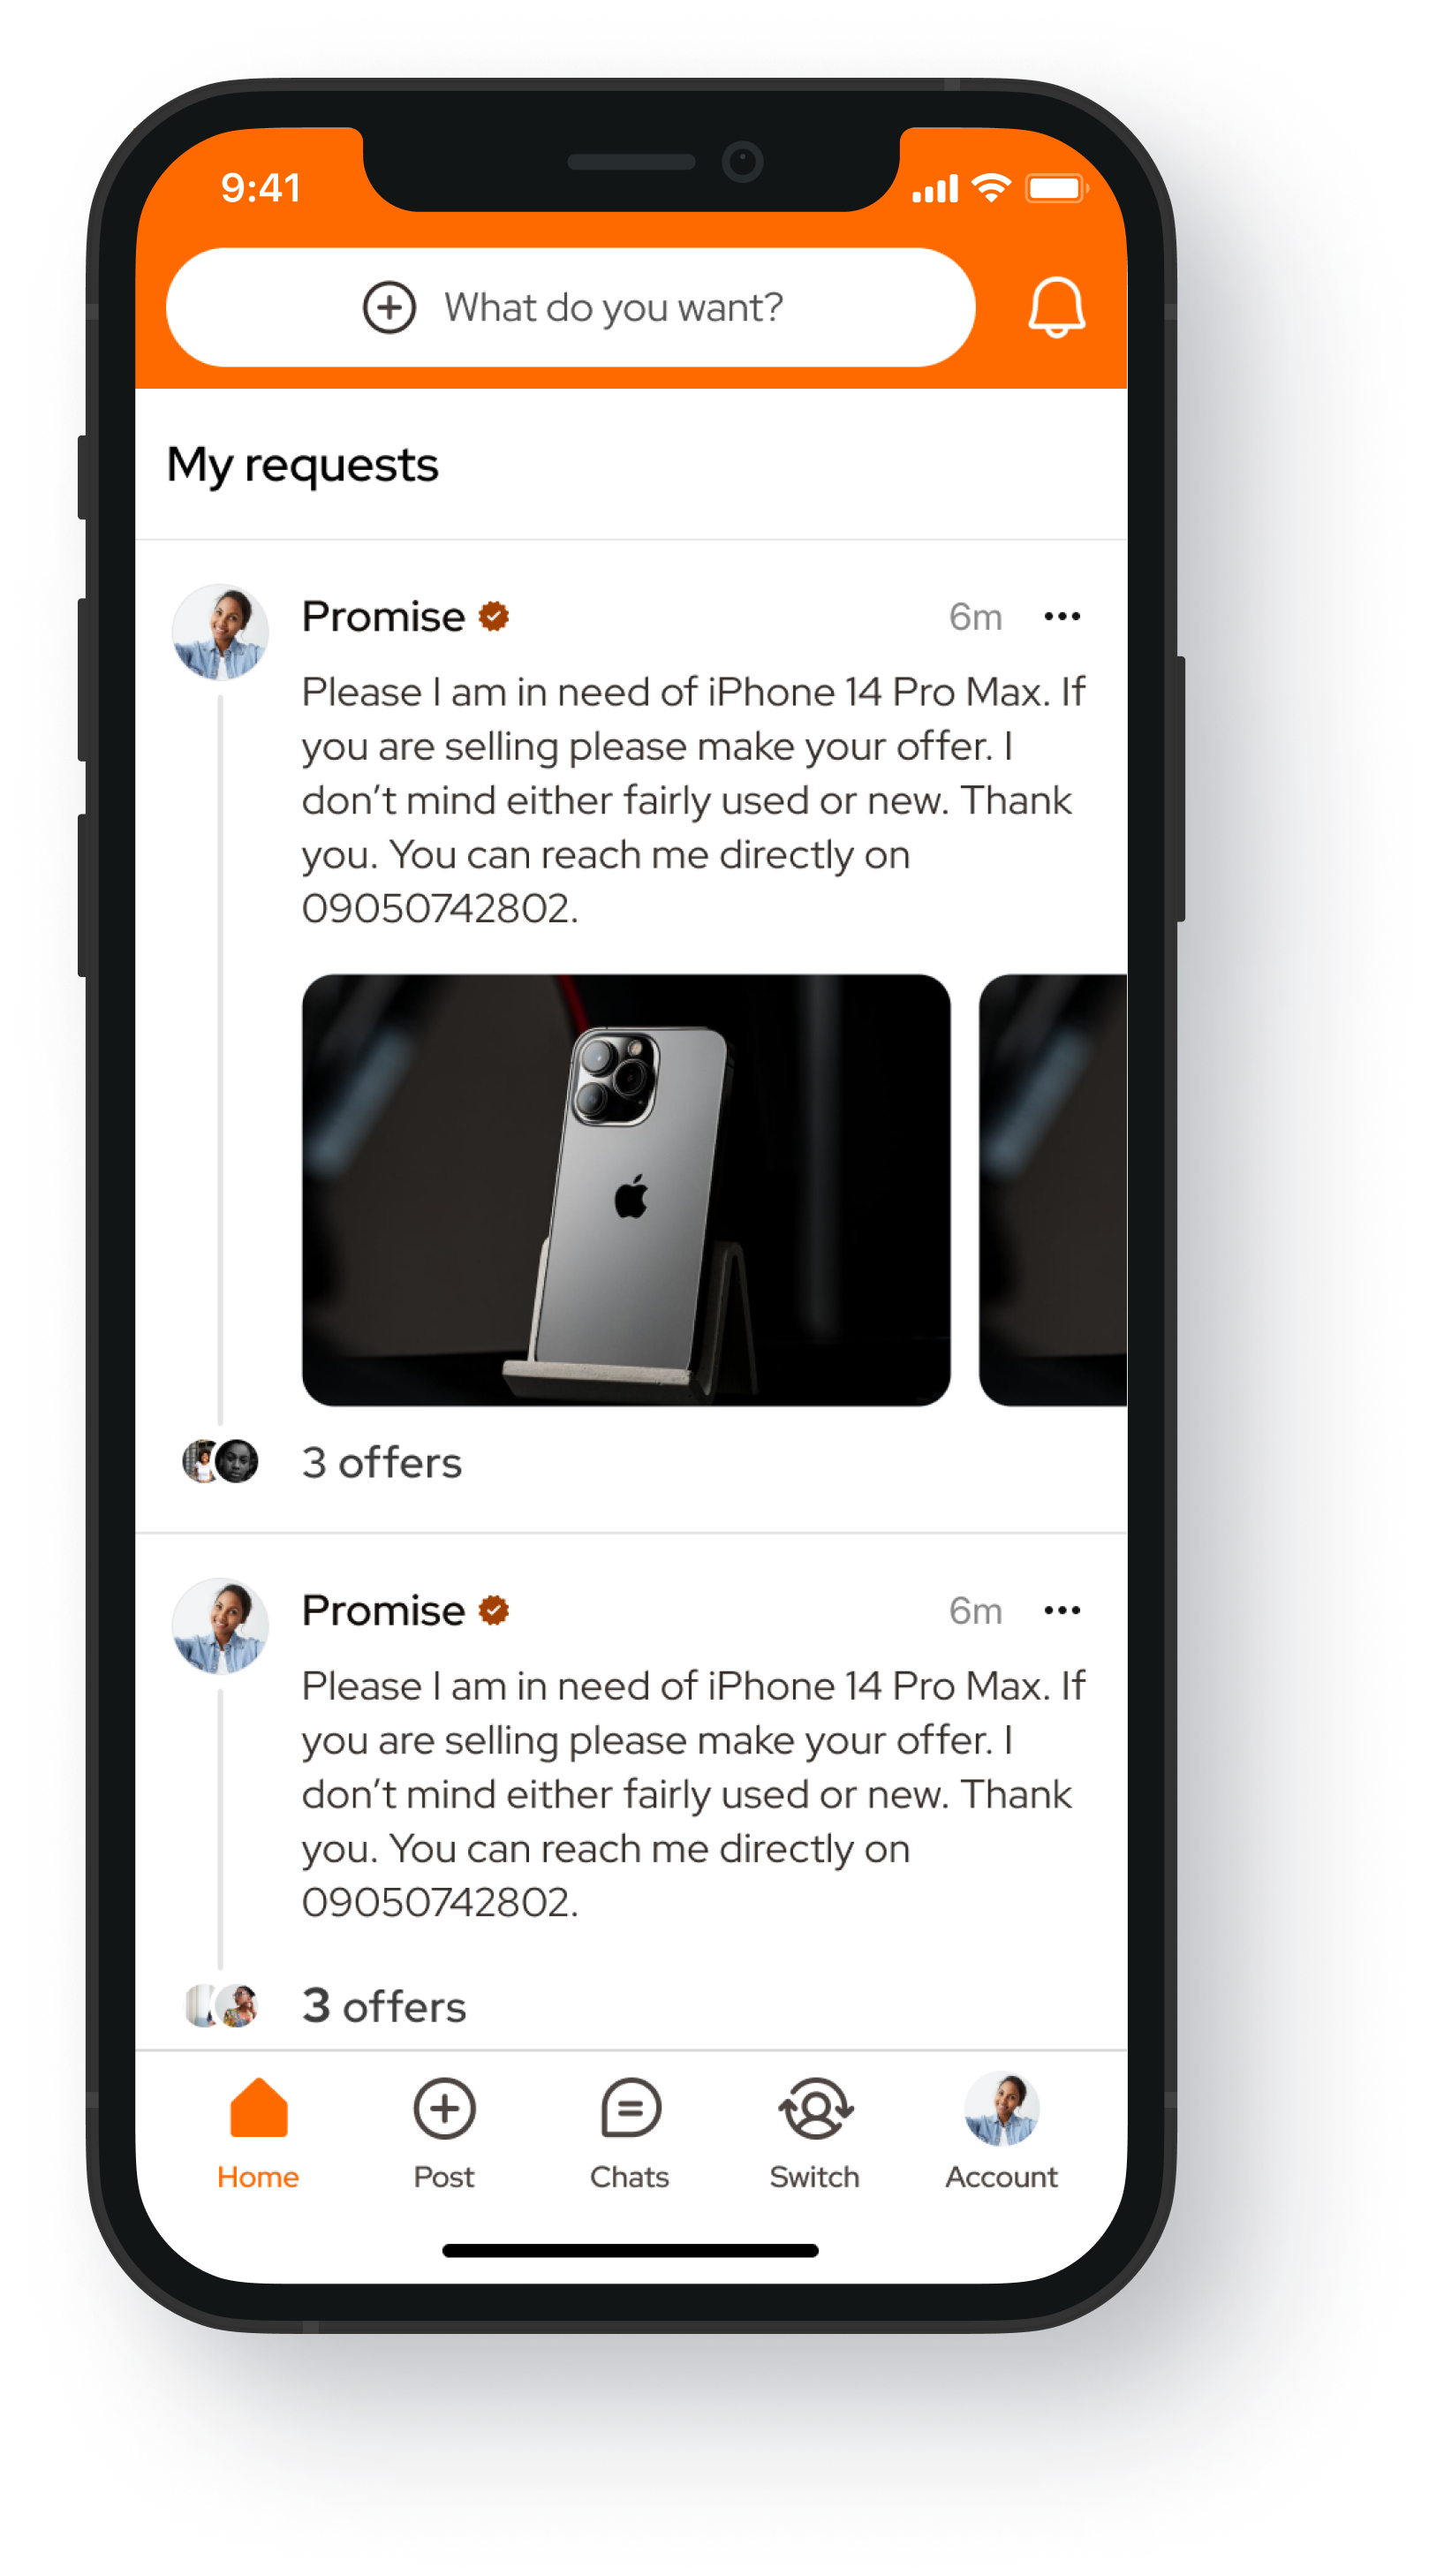 9:41
What do you want?
My requests
Promise
6m
Please I am in need of iPhone 14 Pro Max. If
you are selling please make your offer. I
don’t mind either fairly used or new. Thank
you. You can reach me directly on
09050742802.
3 offers
Promise
6m
Please I am in need of iPhone 14 Pro Max. If
you are selling please make your offer. I
don’t mind either fairly used or new. Thank
you. You can reach me directly on
09050742802.
3 offers
Home
Post
Chats
Switch
Account